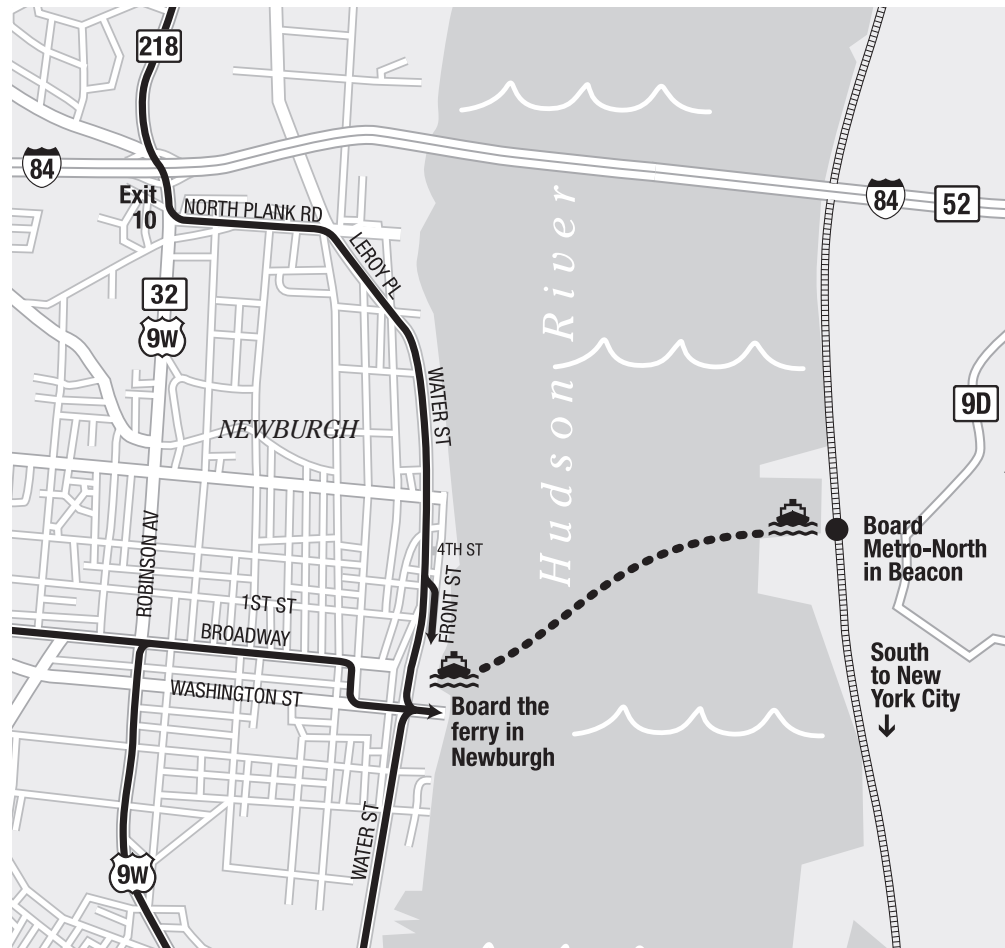 218
84
Exit
10
NORTH PLANK RD
LEROY PL
84
52
32
9W
Hudson River
WATER ST
9D
NEWBURGH
ROBINSON AV
4TH ST
FRONT ST
Board
Metro-North
in Beacon
1ST ST
BROADWAY
WASHINGTON ST
South
to New
York City
Board the
ferry in
Newburgh
WATER ST
9W